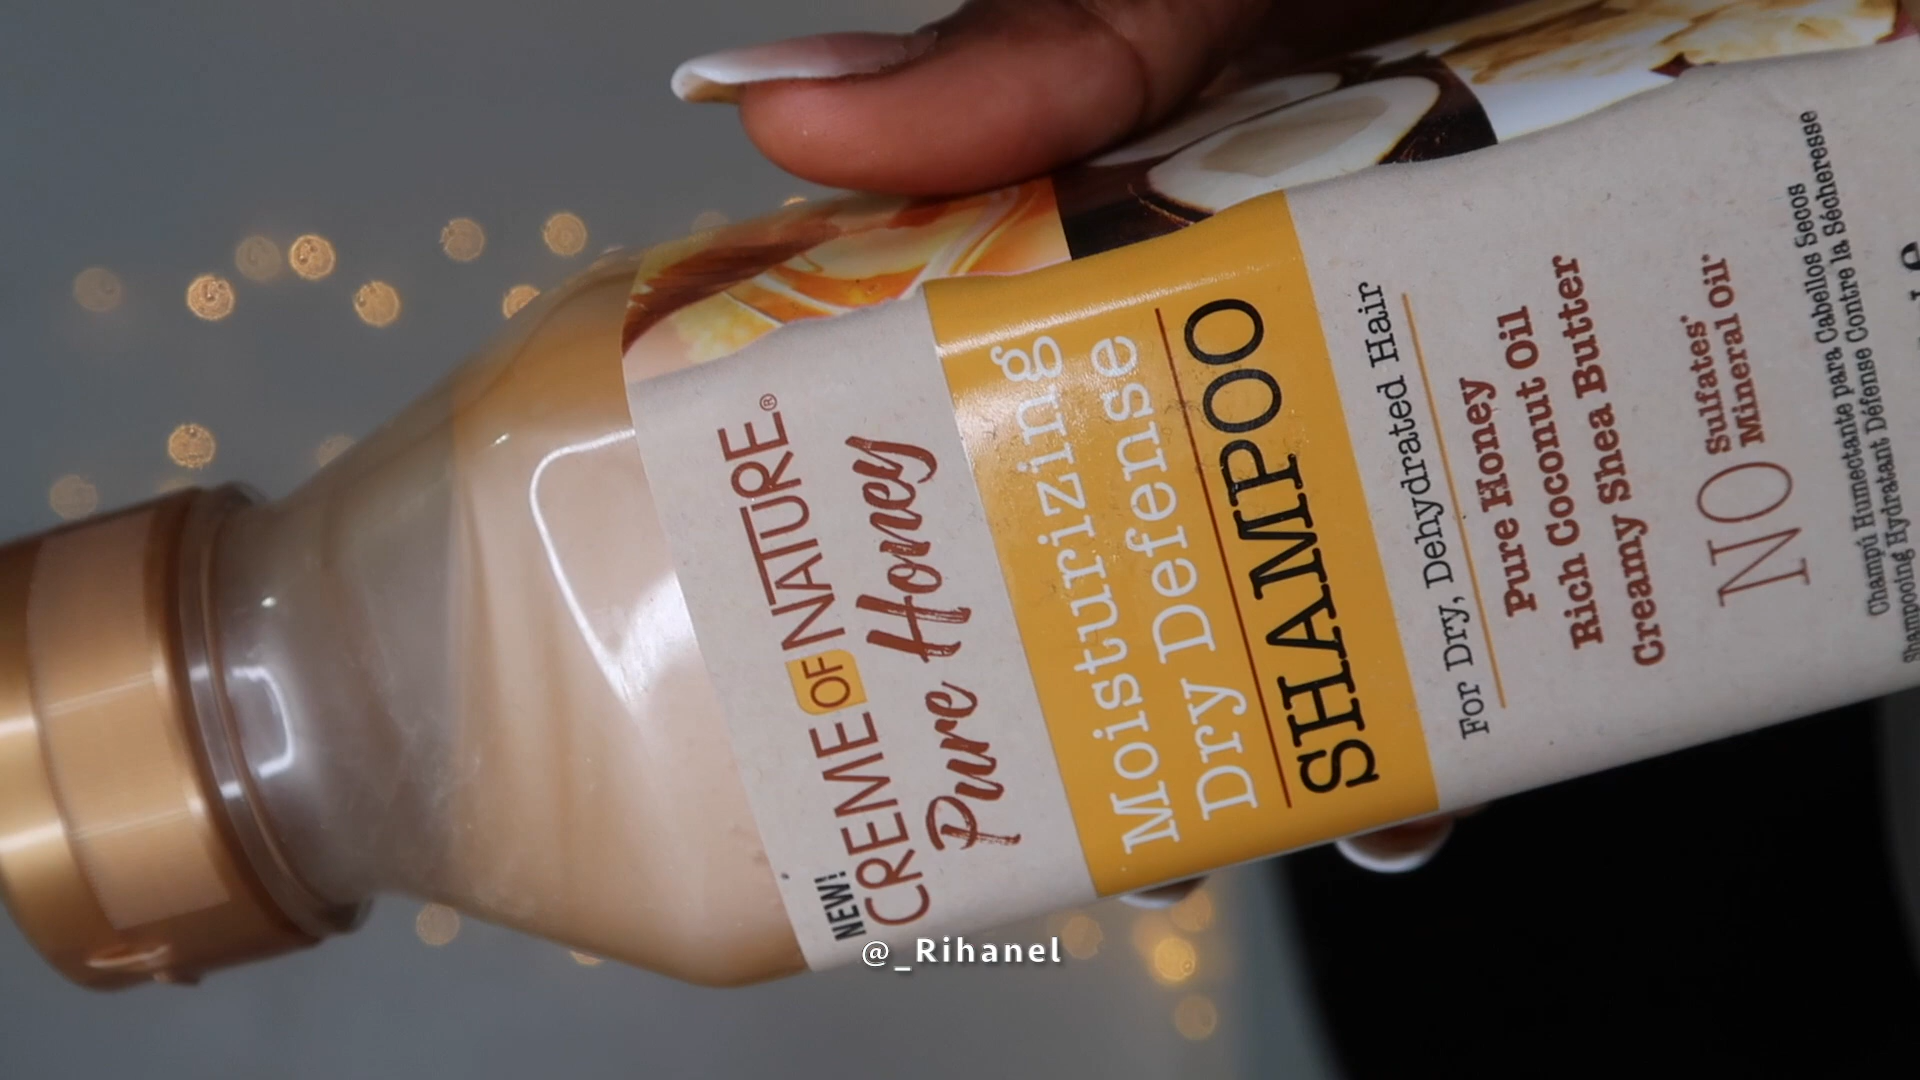 NEW!
CREME OF NATURE®
Pure Honey
Moisturizing
Dry Defense
SHAMPOO
For Dry, Dehydrated Hair
Pure Honey
Rich Coconut Oil
Creamy Shea Butter
NO Sulfates*
Mineral Oil*
Champú Humectante para Cabellos Secos
Shampooing Hydratant Défense Contre la Sécheresse
@_Rihanel